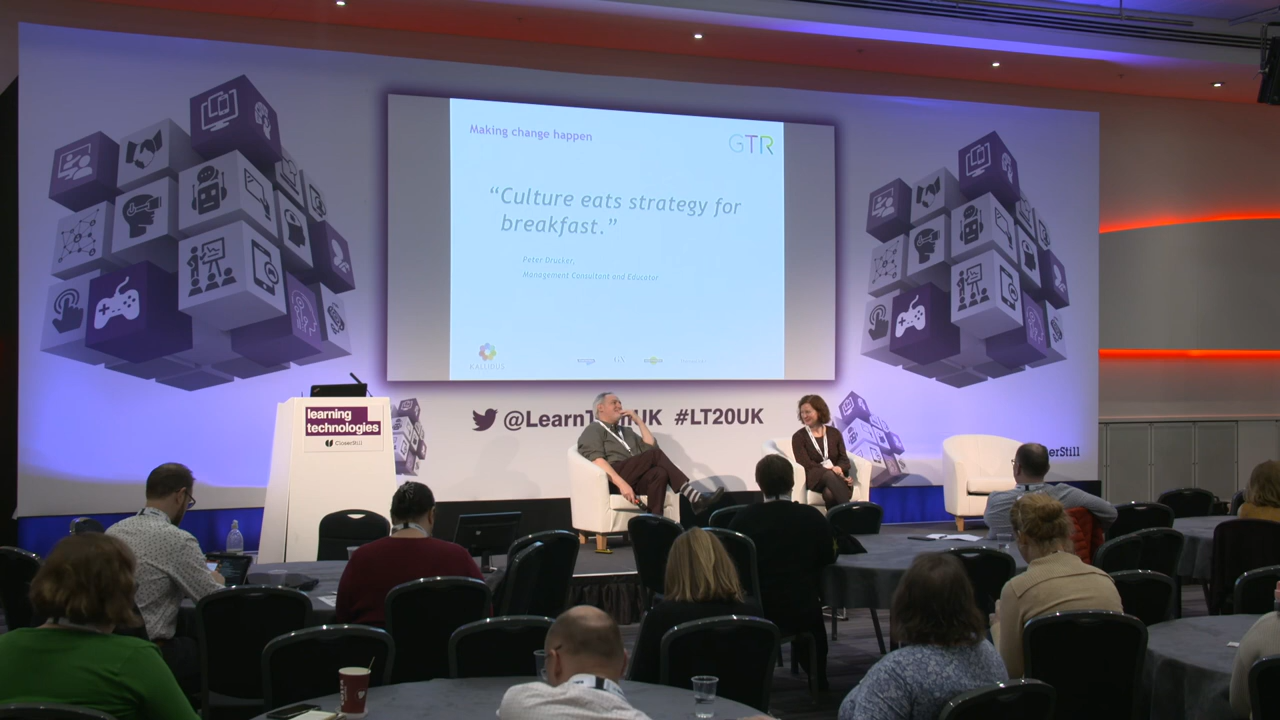 Making change happen
GTR
“Culture eats strategy for
breakfast.”
Peter Drucker,
Management Consultant and Educator
KALLIDUS
learning
technologies
CloserStill
@LearnT UK #LT20UK
erStill